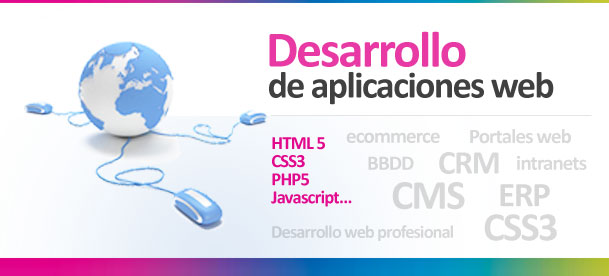 Desarrollo
de aplicaciones web
HTML 5
CSS3
PHP5
Javascript...
ecommerce Portales web
BBDD CRM intranets
CMS ERP
Desarrollo web profesional CSS3